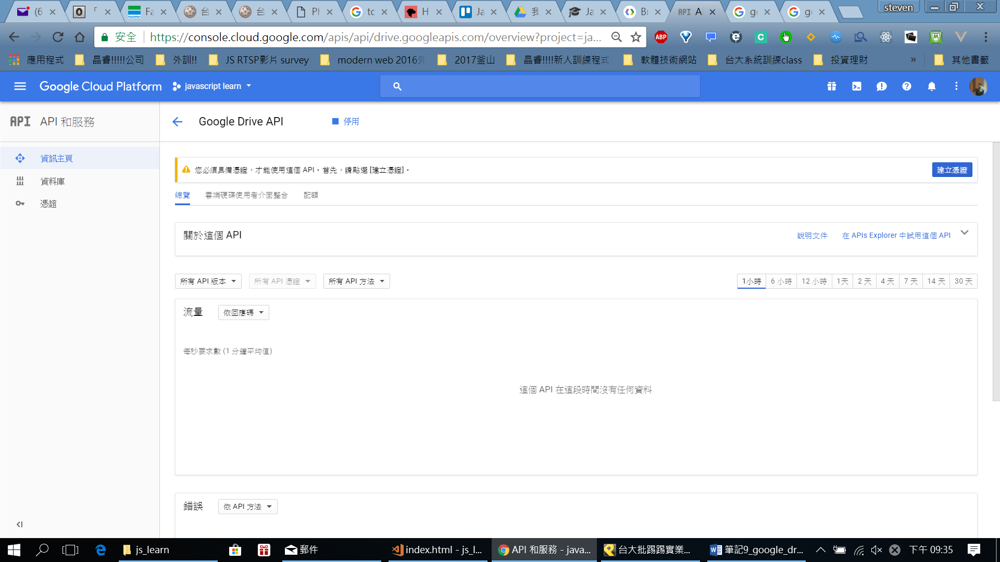 (6
「
Fa
台
台
Pl
G tc
H
Ja
我
Ja
Bi
API A
G g
G g
steven
安全
https://console.cloud.google.com/apis/api/drive.googleapis.com/overview?project=ja...
ABP
應用程式
晶睿!!!!!公司
外訓!!
JS RTSP影片 survey
modern web 2016外
2017釜山
晶睿!!!!新人訓練程式
軟體技術網站
台大系統訓練class
投資理財
»
其他書籤
Google Cloud Platform
javascript learn
API API 和服務
Google Drive API
停用
資訊主頁
資料庫
憑證
您必須具備憑證，才能使用這個 API。首先，請點選 [建立憑證]。
建立憑證
總覽
雲端硬碟使用者介面整合
配額
關於這個 API
說明文件
在 APIs Explorer 中試用這個 API
所有 API 版本
所有 API 憑證
所有 API 方法
1小時
6 小時
12 小時
1天
2 天
4 天
7 天
14 天
30 天
流量
依回應碼
每秒要求數 (1 分鐘平均值)
這個 API 在這段時間沒有任何資料
錯誤
依 API 方法
js_learn
郵件
index.html - js_l...
API 和服務 - java...
台大批踢踢實業...
筆記9_google_dr...
下午 09:35